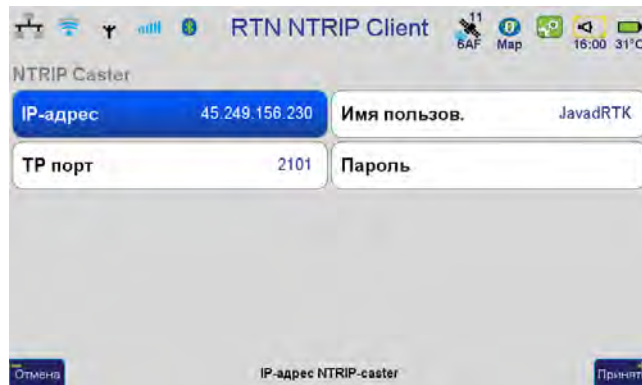 RTN NTRIP Client
11
6AF
Map
16:00 31°C
NTRIP Caster
IP-адрес 45.249.156.230
Имя пользов. JavadRTK
TP порт 2101
Пароль
Отмена
IP-адрес NTRIP-caster
Принят